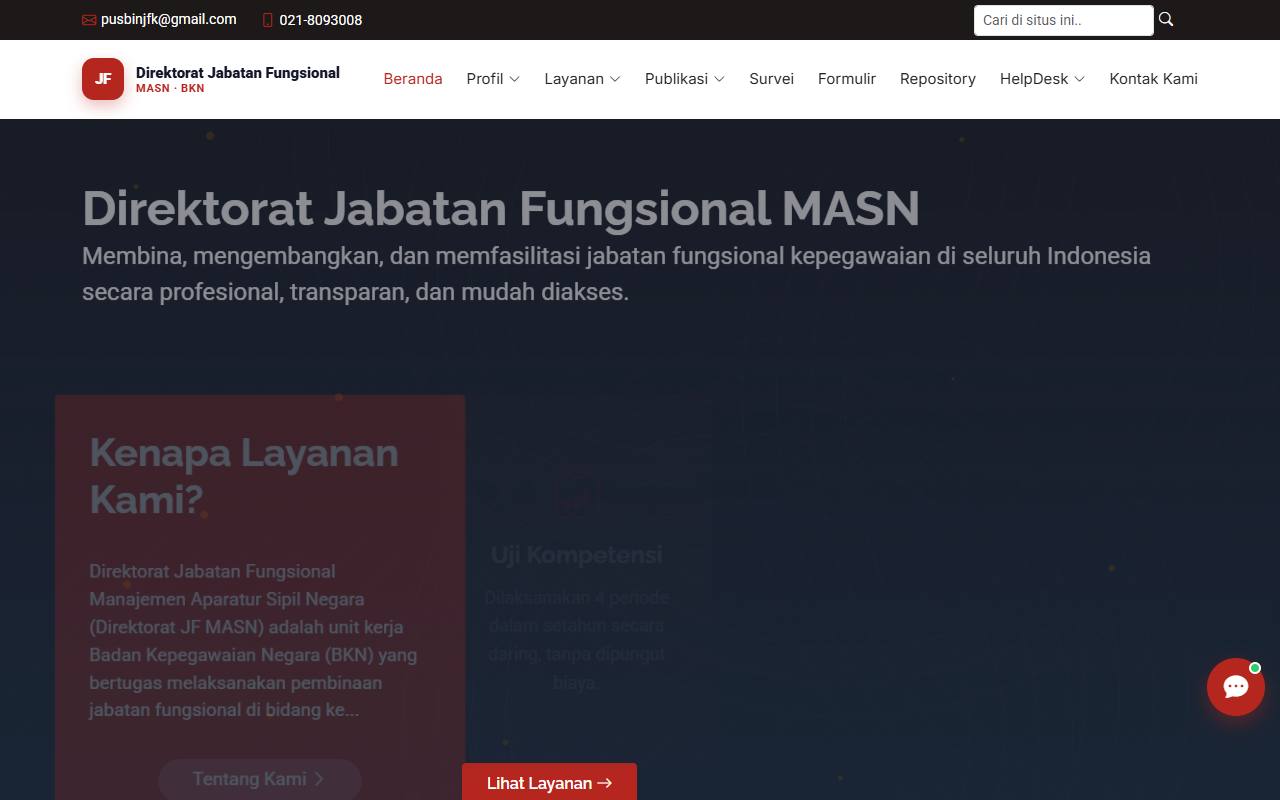 pusbinjfk@gmail.com
021-8093008
Cari di situs ini..
JF
Direktorat Jabatan Fungsional
MASN · BKN
Beranda
Profil
Layanan
Publikasi
Survei
Formulir
Repository
HelpDesk
Kontak Kami
Direktorat Jabatan Fungsional MASN
Membina, mengembangkan, dan memfasilitasi jabatan fungsional kepegawaian di seluruh Indonesia
secara profesional, transparan, dan mudah diakses.
Kenapa Layanan
Kami?
Direktorat Jabatan Fungsional
Manajemen Aparatur Sipil Negara
(Direktorat JF MASN) adalah unit kerja
Badan Kepegawaian Negara (BKN) yang
bertugas melaksanakan pembinaan
jabatan fungsional di bidang ke...
Tentang Kami
Uji Kompetensi
Dilaksanakan 4 periode
dalam setahun secara
daring, tanpa dipungut
biaya.
Lihat Layanan